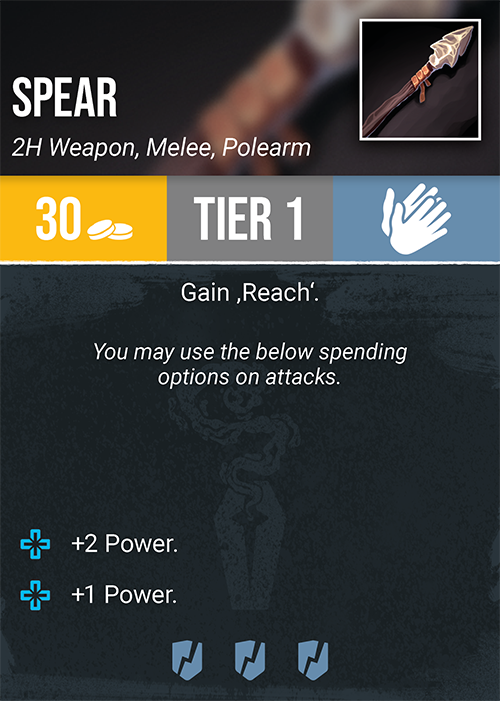 SPEAR
2H Weapon, Melee, Polearm
30
TIER 1
Gain ‚Reach‘.
You may use the below spending
options on attacks.
+2 Power.
+1 Power.